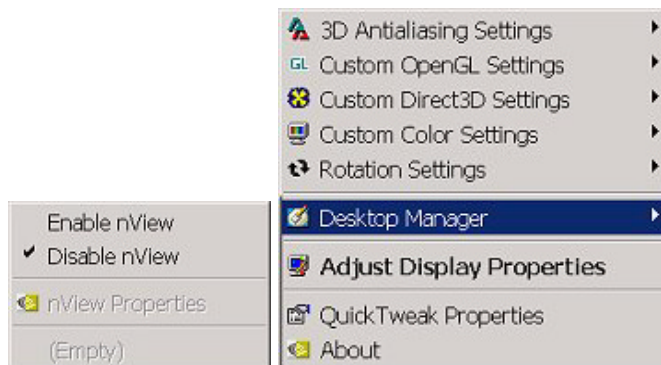 3D Antialiasing Settings
GL Custom OpenGL Settings
Custom Direct3D Settings
Custom Color Settings
Rotation Settings
Desktop Manager
Adjust Display Properties
QuickTweak Properties
About
Enable nView
Disable nView
nView Properties
(Empty)